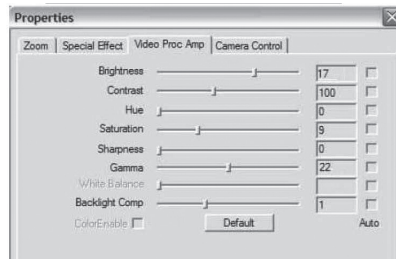 Properties
Zoom Special Effect Video Proc Amp Camera Control
Brightness 17
Contrast 100
Hue 0
Saturation 9
Sharpness 0
Gamma 22
White Balance
Backlight Comp 1
ColorEnable Default Auto